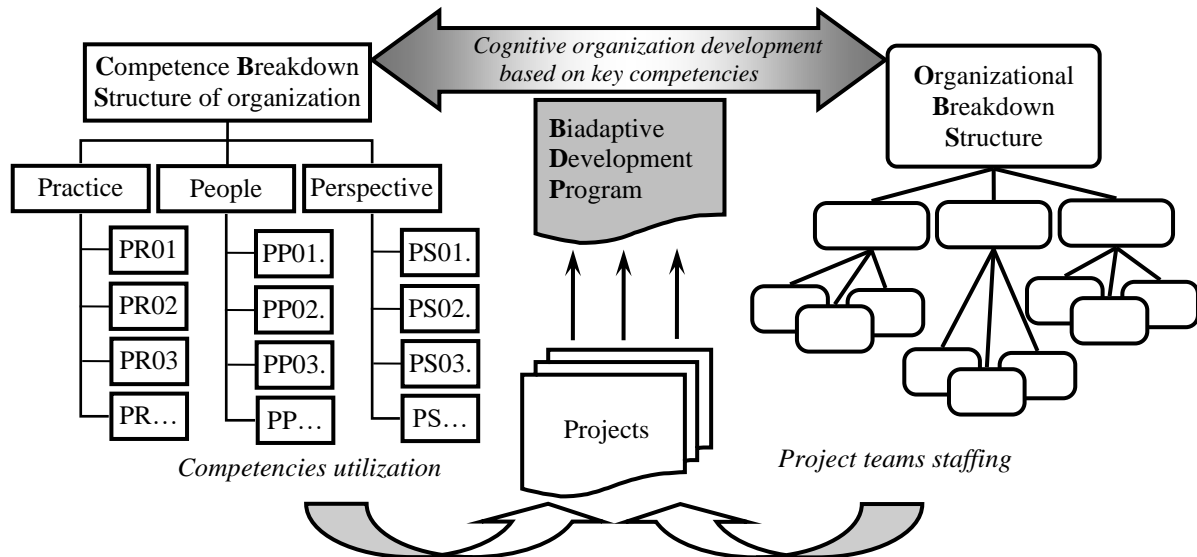 Cognitive organization development
based on key competencies
Competence Breakdown
Structure of organization
Organizational
Breakdown
Structure
Biadaptive
Development
Program
Practice
People
Perspective
PR01
PP01.
PS01.
PR02
PP02.
PS02.
PR03
PP03.
PS03.
PR…
PP…
PS…
Projects
Competencies utilization
Project teams staffing